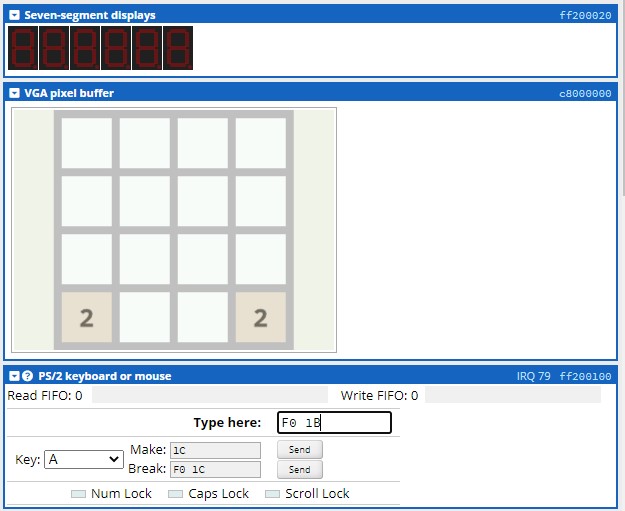 Seven-segment displays ff200020
VGA pixel buffer c8000000
2 2
PS/2 keyboard or mouse IRQ 79 ff200100
Read FIFO: 0 Write FIFO: 0
Type here: F0 1B
Key: A Make: 1C Send
Break: F0 1C Send
Num Lock Caps Lock Scroll Lock